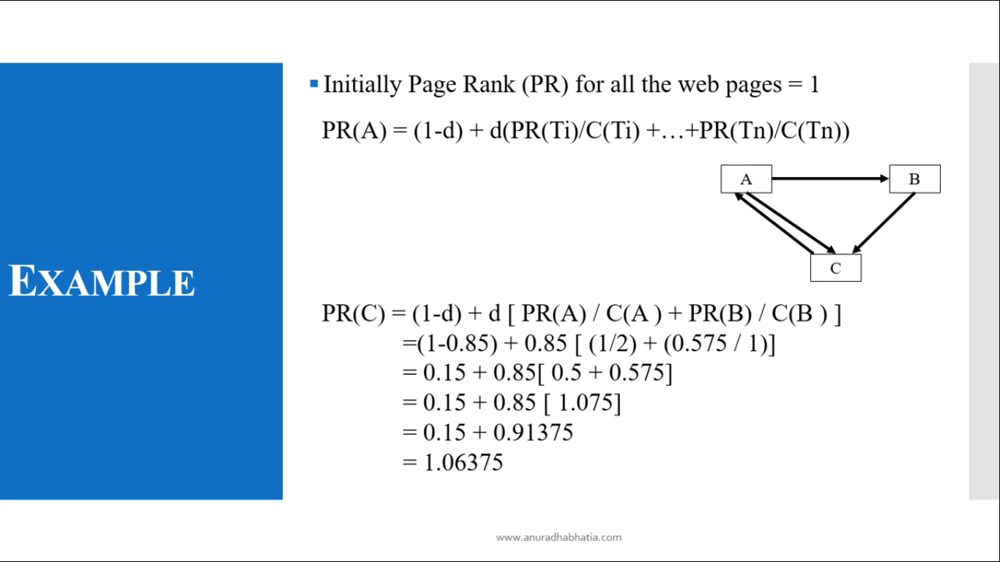 Initially Page Rank (PR) for all the web pages = 1
PR(A) = (1-d) + d(PR(Ti)/C(Ti) +…+PR(Tn)/C(Tn))
A
B
C
EXAMPLE
PR(C) = (1-d) + d [ PR(A) / C(A ) + PR(B) / C(B ) ]
=(1-0.85) + 0.85 [ (1/2) + (0.575 / 1)]
= 0.15 + 0.85[ 0.5 + 0.575]
= 0.15 + 0.85 [ 1.075]
= 0.15 + 0.91375
= 1.06375
www.anuradhabhatia.com